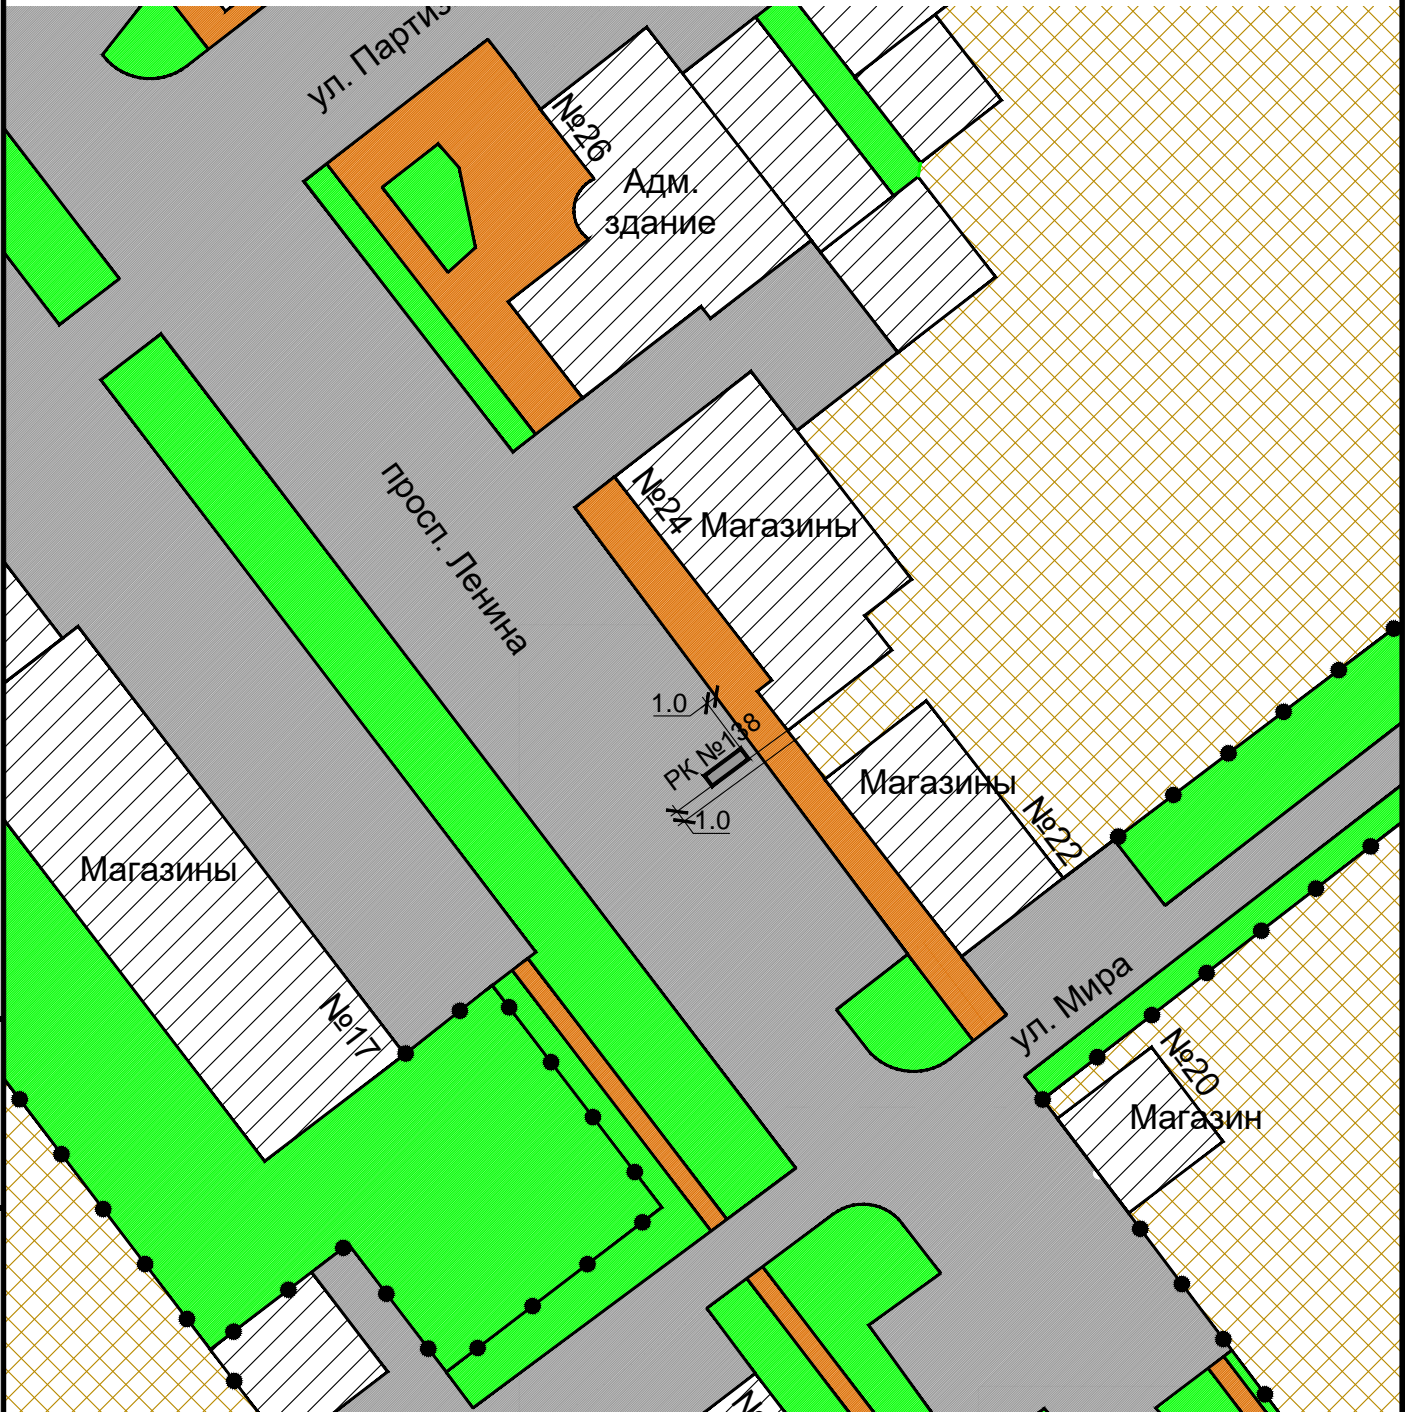 ул. Партиз
№26
Адм.
здание
просп. Ленина
№24
Магазины
1.0
РК №138
1.0
Магазины
№22
Магазины
№17
ул. Мира
№20
Магазин
№